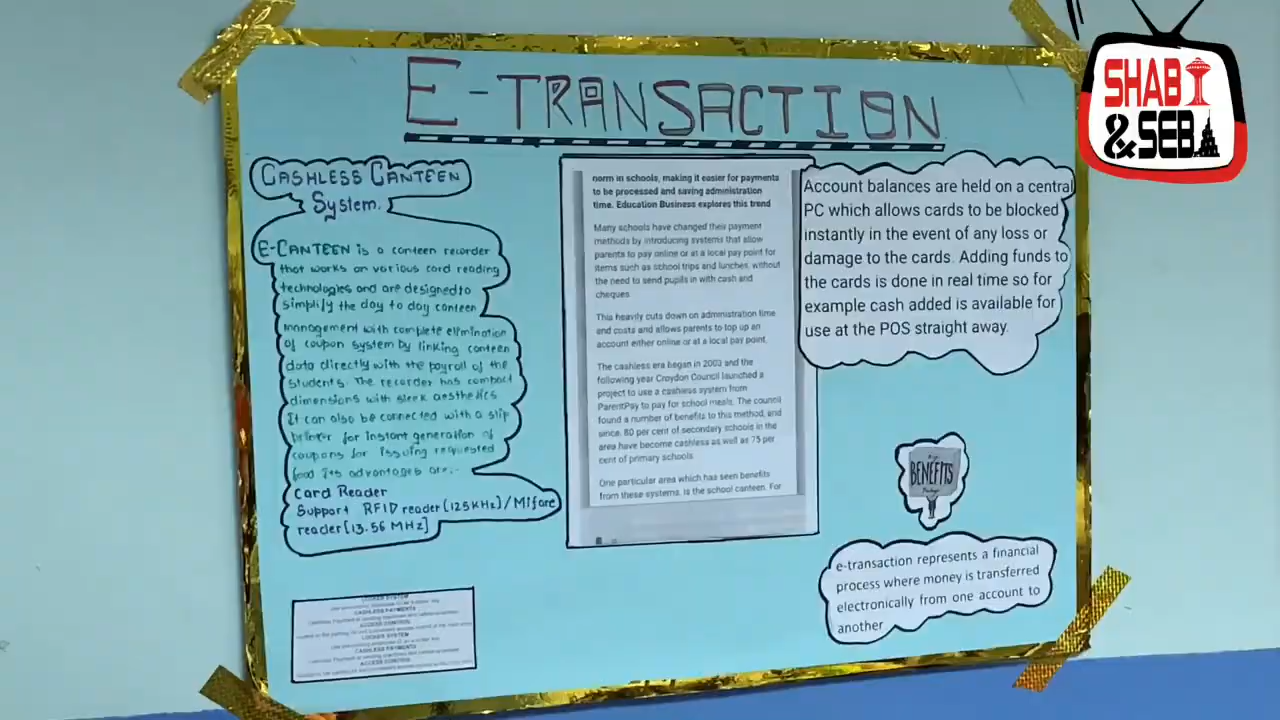 E-TRANSACTION
SHAB
& SEB
CASHLESS CANTEEN
SYSTEM.
E-CANTEEN is a canteen recorder
that works on various card reading
technologies and are designed to
simplify the day to day canteen
management with complete elimination
of coupon system by linking canteen
data directly with the payroll of the
students. The recorder has compact
dimensions with sleek aesthetics
It can also be connected with a slip
printer for instant generation of
coupons for issuing requested
food Its advantages are:-
Card Reader
Support RFID reader [125KHz]/Mifare
reader [13.56 MHz]
LOCKER SYSTEM
CASHLESS PAYMENTS
ACCESS CONTROL
LOCKER SYSTEM
CASHLESS PAYMENTS
ACCESS CONTROL
norm in schools, making it easier for payments
to be processed and saving administration
time. Education Business explores this trend
Many schools have changed their payment
methods by introducing systems that allow
parents to pay online or at a local pay point for
items such as school trips and lunches, without
the need to send pupils in with cash and
cheques.
This heavily cuts down on administration time
and costs and allows parents to top up an
account either online or at a local pay point.
The cashless era began in 2003 and the
following year Croydon Council launched a
project to use a cashless system from
ParentPay to pay for school meals. The council
found a number of benefits to this method, and
since, 80 per cent of secondary schools in the
area have become cashless as well as 75 per
cent of primary schools.
One particular area which has seen benefits
from these systems, is the school canteen. For
Account balances are held on a central
PC which allows cards to be blocked
instantly in the event of any loss or
damage to the cards. Adding funds to
the cards is done in real time so for
example cash added is available for
use at the POS straight away.
BENEFITS
e-transaction represents a financial
process where money is transferred
electronically from one account to
another